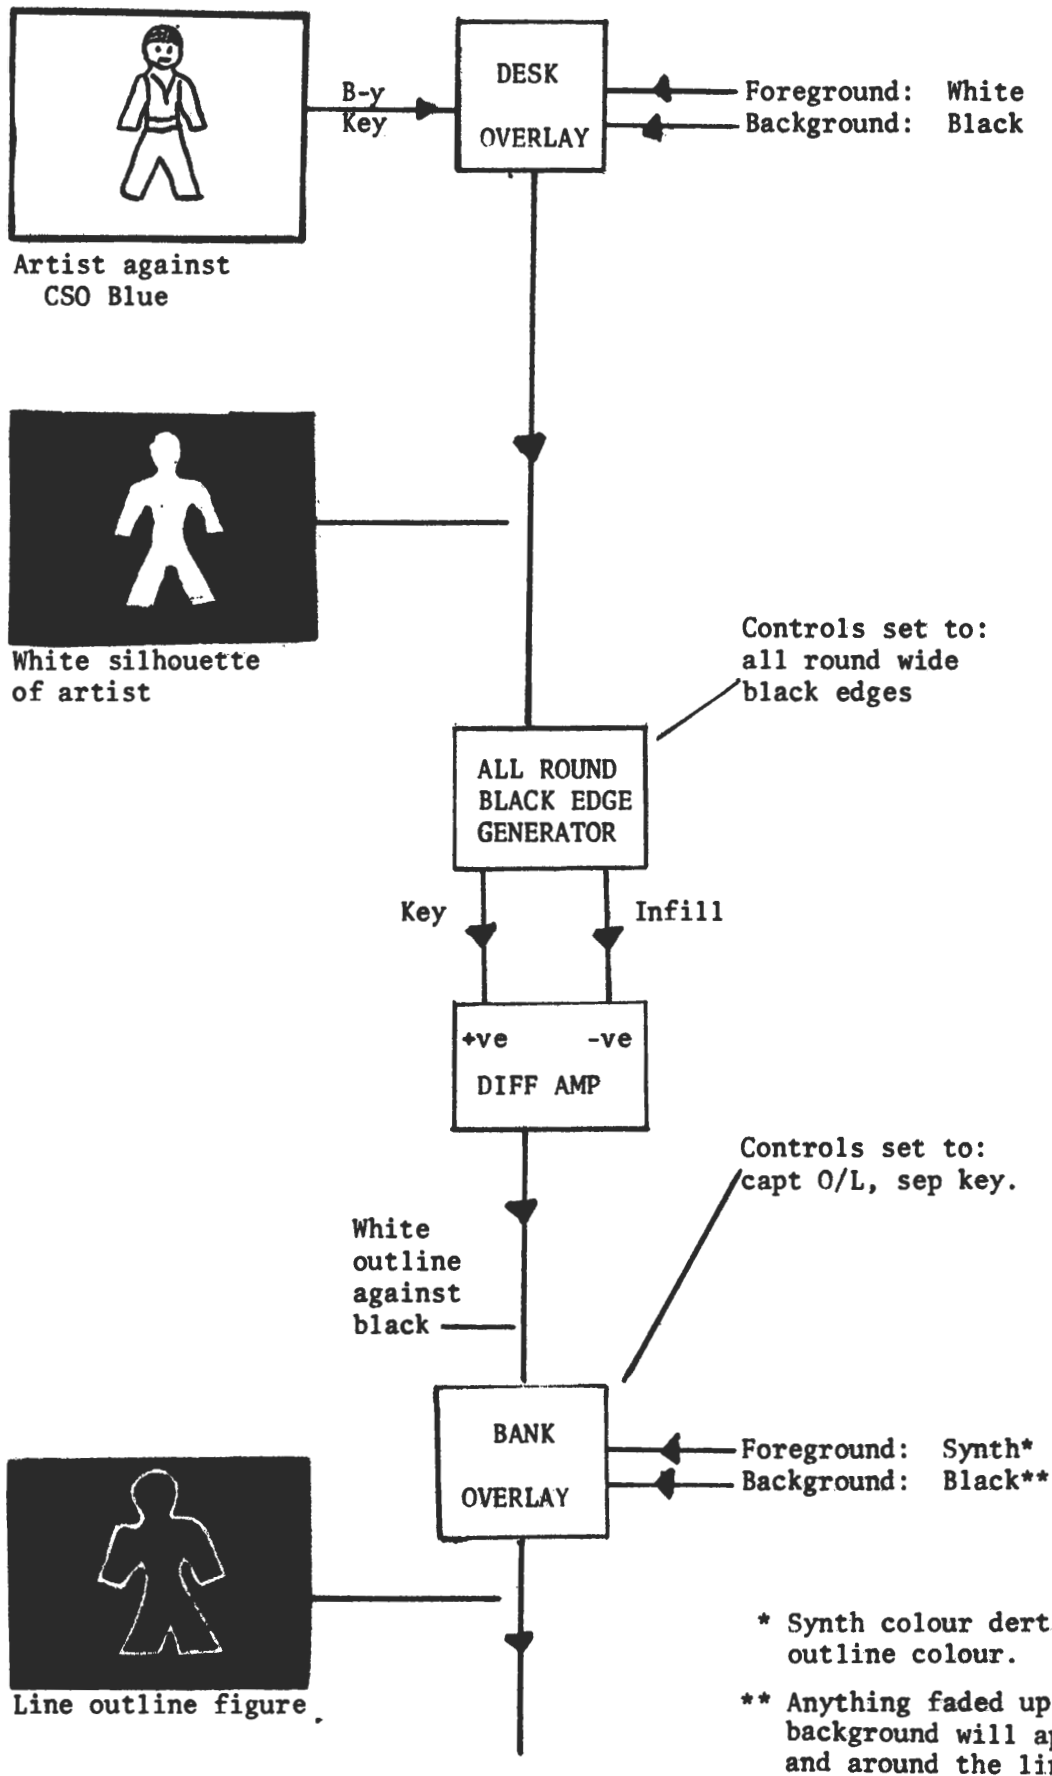 DESK
OVERLAY
B-y
Key
Foreground: White
Background: Black
Artist against
CSO Blue
White silhouette
of artist
Controls set to:
all round wide
black edges
ALL ROUND
BLACK EDGE
GENERATOR
Key
Infill
+ve -ve
DIFF AMP
Controls set to:
capt O/L, sep key.
White
outline
against
black
BANK
OVERLAY
Foreground: Synth*
Background: Black**
Line outline figure.
* Synth colour
outline colour.
** Anything faded up
background will
and around the